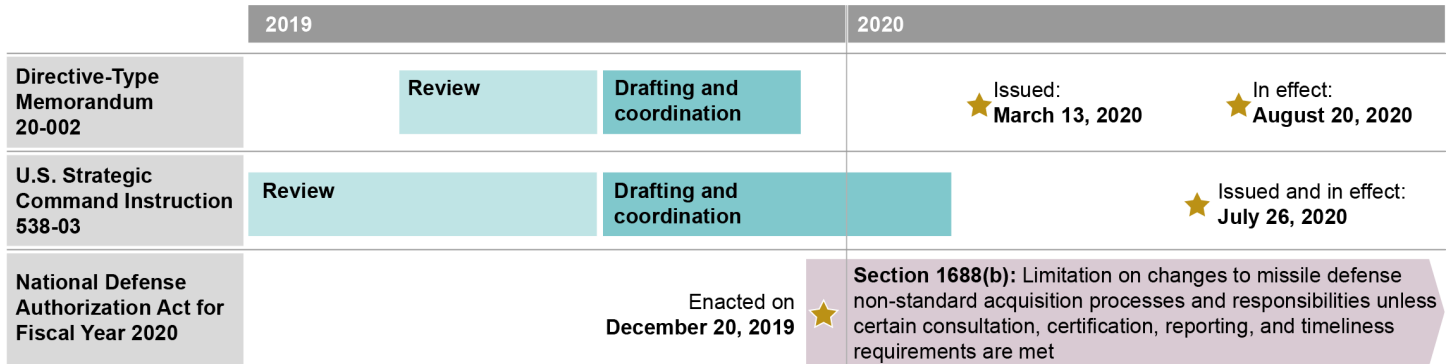 2019
2020
Directive-Type
Memorandum
20-002
Review
Drafting and
coordination
Issued:
March 13, 2020
In effect:
August 20, 2020
U.S. Strategic
Command Instruction
538-03
Review
Drafting and
coordination
Issued and in effect:
July 26, 2020
National Defense
Authorization Act for
Fiscal Year 2020
Enacted on
December 20, 2019
Section 1688(b): Limitation on changes to missile defense
non-standard acquisition processes and responsibilities unless
certain consultation, certification, reporting, and timeliness
requirements are met